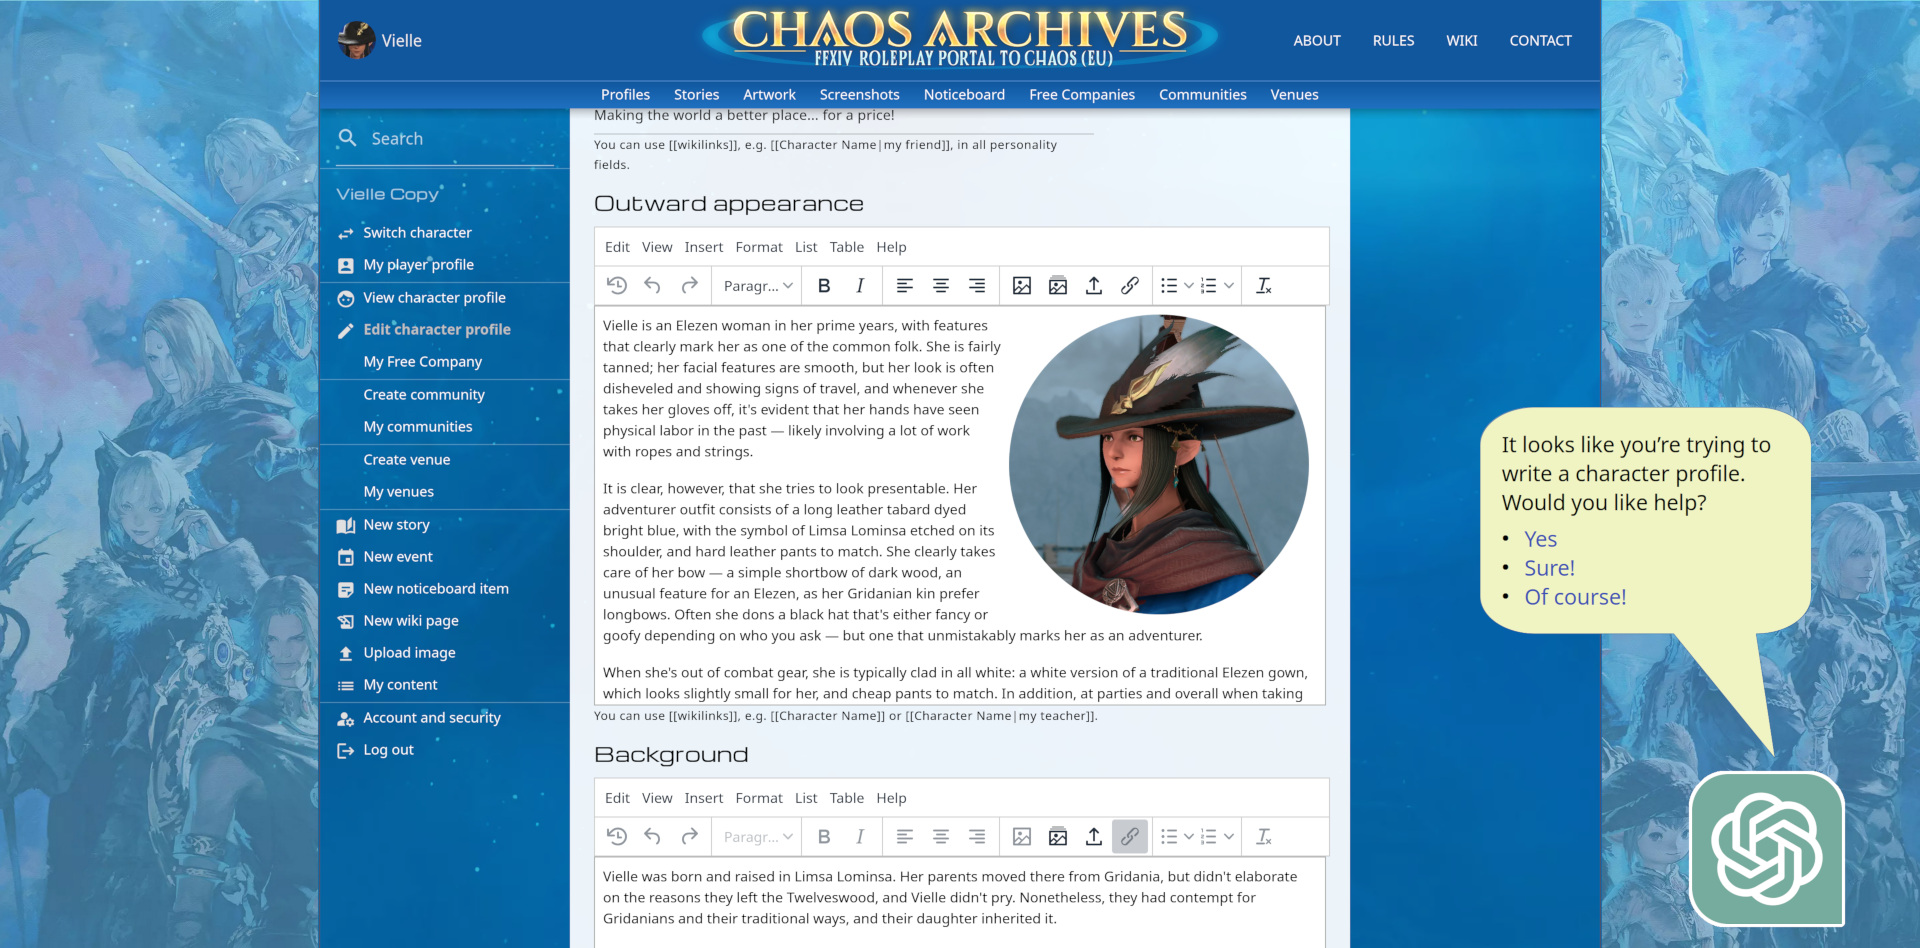 Vielle
CHAOS ARCHIVES
FFXIV ROLEPLAY PORTAL TO CHAOS (EU)
ABOUT RULES WIKI CONTACT
Profiles Stories Artwork Screenshots Noticeboard Free Companies Communities Venues
Search
Vielle Copy
Switch character
My player profile
View character profile
Edit character profile
My Free Company
Create community
My communities
Create venue
My venues
New story
New event
New noticeboard item
New wiki page
Upload image
My content
Account and security
Log out
Making the world a better place... for a price!
You can use [[wikilinks]], e.g. [[Character Name|my friend]], in all personality
fields.
Outward appearance
Edit View Insert Format List Table Help
Paragr...
B I
Vielle is an Elezen woman in her prime years, with features
that clearly mark her as one of the common folk. She is fairly
tanned; her facial features are smooth, but her look is often
disheveled and showing signs of travel, and whenever she
takes her gloves off, it's evident that her hands have seen
physical labor in the past — likely involving a lot of work
with ropes and strings.
It is clear, however, that she tries to look presentable. Her
adventurer outfit consists of a long leather tabard dyed
bright blue, with the symbol of Limsa Lominsa etched on its
shoulder, and hard leather pants to match. She clearly takes
care of her bow — a simple shortbow of dark wood, an
unusual feature for an Elezen, as her Gridanian kin prefer
longbows. Often she dons a black hat that's either fancy or
goofy depending on who you ask — but one that unmistakably marks her as an adventurer.
When she's out of combat gear, she is typically clad in all white: a white version of a traditional Elezen gown,
which looks slightly small for her, and cheap pants to match. In addition, at parties and overall when taking
You can use [[wikilinks]], e.g. [[Character Name]] or [[Character Name|my teacher]].
Background
Edit View Insert Format List Table Help
Paragr...
B I
Vielle was born and raised in Limsa Lominsa. Her parents moved there from Gridania, but didn't elaborate
on the reasons they left the Twelveswood, and Vielle didn't pry. Nonetheless, they had contempt for
Gridanians and their traditional ways, and their daughter inherited it.
It looks like you're trying to
write a character profile.
Would you like help?
• Yes
• Sure!
• Of course!